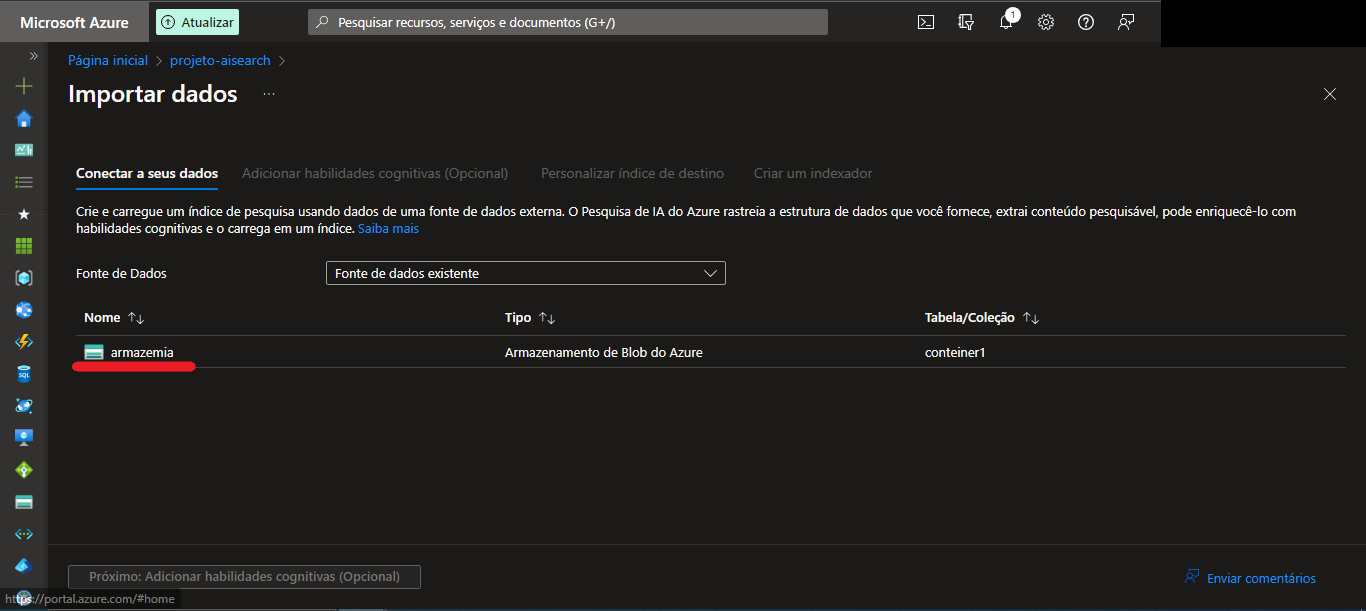 Microsoft Azure
Atualizar
Pesquisar recursos, serviços e documentos (G+/)
1
Página inicial > projeto-aisearch >
Importar dados ...
Conectar a seus dados Adicionar habilidades cognitivas (Opcional) Personalizar índice de destino Criar um indexador
Crie e carregue um índice de pesquisa usando dados de uma fonte de dados externa. O Pesquisa de IA do Azure rastreia a estrutura de dados que você fornece, extrai conteúdo pesquisável, pode enriquecê-lo com
habilidades cognitivas e o carrega em um índice. Saiba mais
Fonte de Dados Fonte de dados existente
Nome Tipo Tabela/Coleção
armazemia Armazenamento de Blob do Azure conteiner1
SQL
Próximo: Adicionar habilidades cognitivas (Opcional)
Enviar comentários
https://portal.azure.com/#home